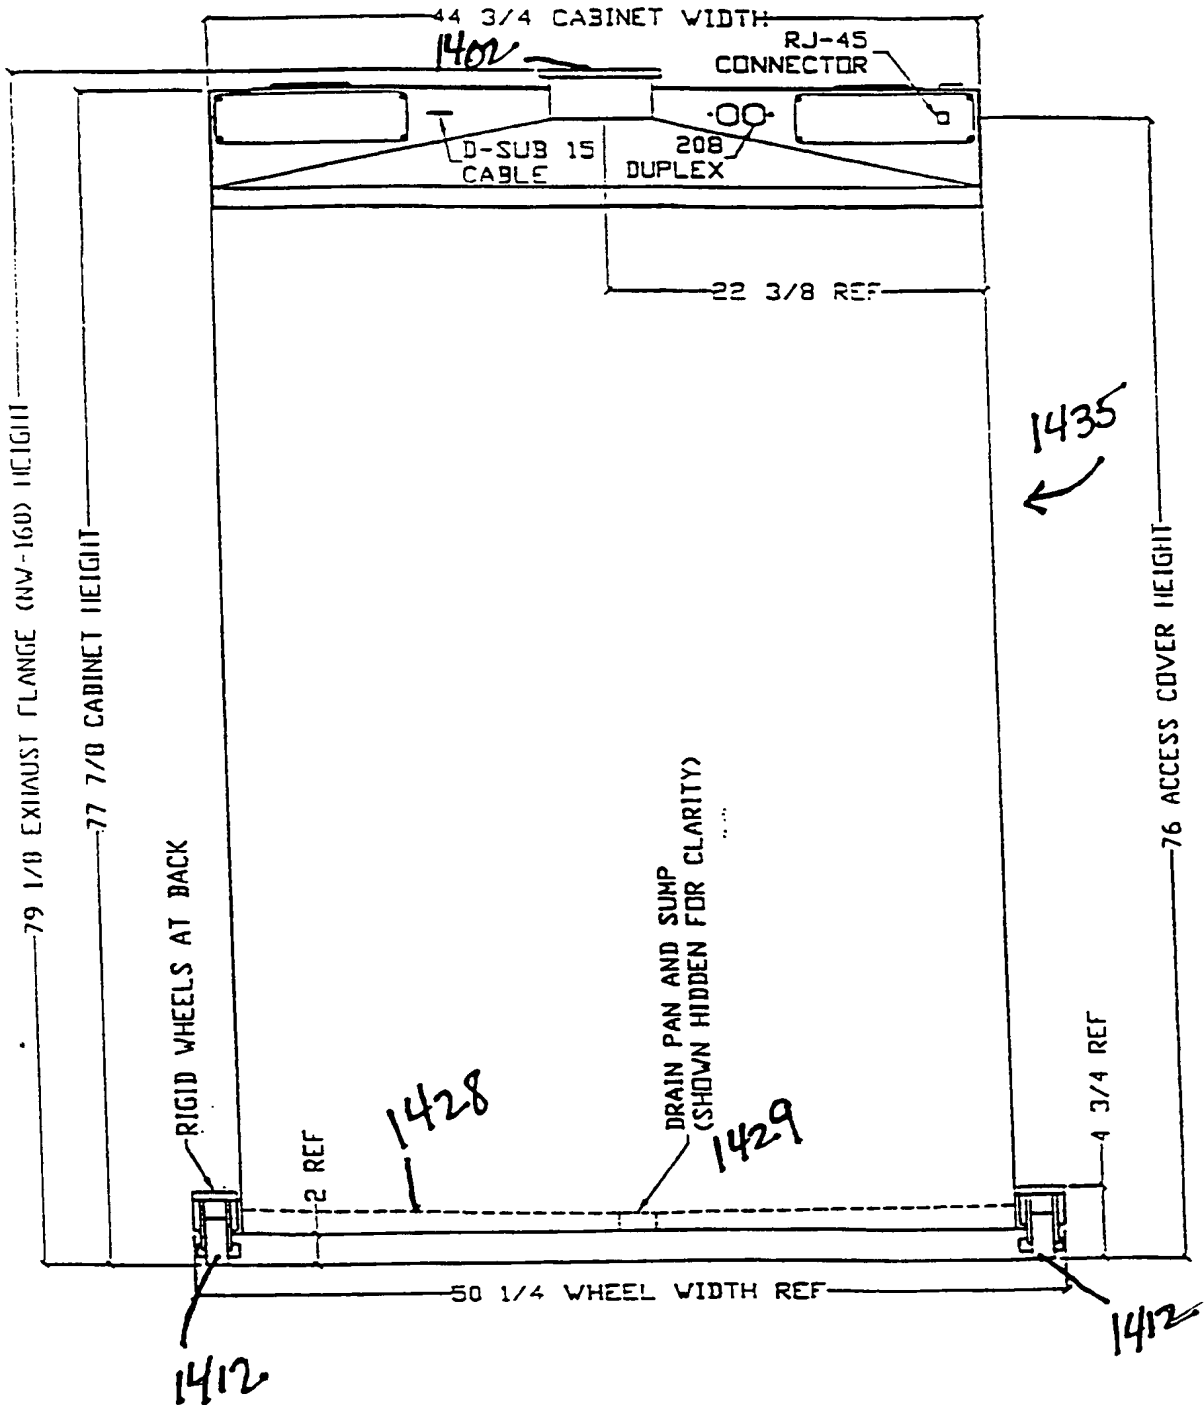 44 3/4 CABINET WIDTH
1402
RJ-45
CONNECTOR
D-SUB 15
CABLE
208
DUPLEX
22 3/8 REF
1435
79 1/8 EXHAUST FLANGE (NW-160) HEIGHT
77 7/8 CABINET HEIGHT
76 ACCESS COVER HEIGHT
RIGID WHEELS AT BACK
DRAIN PAN AND SUMP
(SHOWN HIDDEN FOR CLARITY)
1428
1429
2 REF
4 3/4 REF
50 1/4 WHEEL WIDTH REF
1412
1412